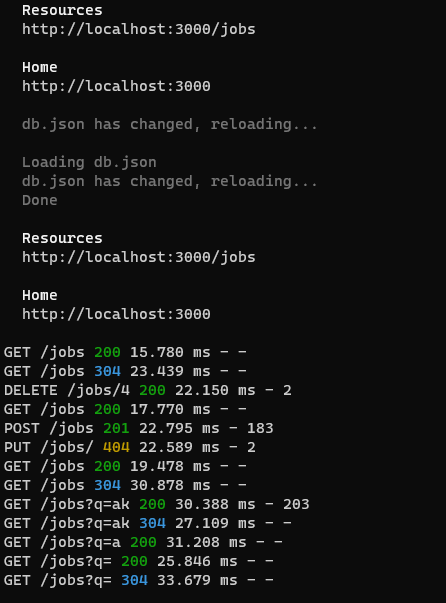 Resources
http://localhost:3000/jobs
Home
http://localhost:3000
db.json has changed, reloading...
Loading db.json
db.json has changed, reloading...
Done
Resources
http://localhost:3000/jobs
Home
http://localhost:3000
GET /jobs 200 15.780 ms - -
GET /jobs 304 23.439 ms - -
DELETE /jobs/4 200 22.150 ms - 2
GET /jobs 200 17.770 ms - -
POST /jobs 201 22.795 ms - 183
PUT /jobs/ 404 22.589 ms - 2
GET /jobs 200 19.478 ms - -
GET /jobs 304 30.878 ms - -
GET /jobs?q=ak 200 30.388 ms - 203
GET /jobs?q=ak 304 27.109 ms - -
GET /jobs?q=a 200 31.208 ms - -
GET /jobs?q= 200 25.846 ms - -
GET /jobs?q= 304 33.679 ms - -